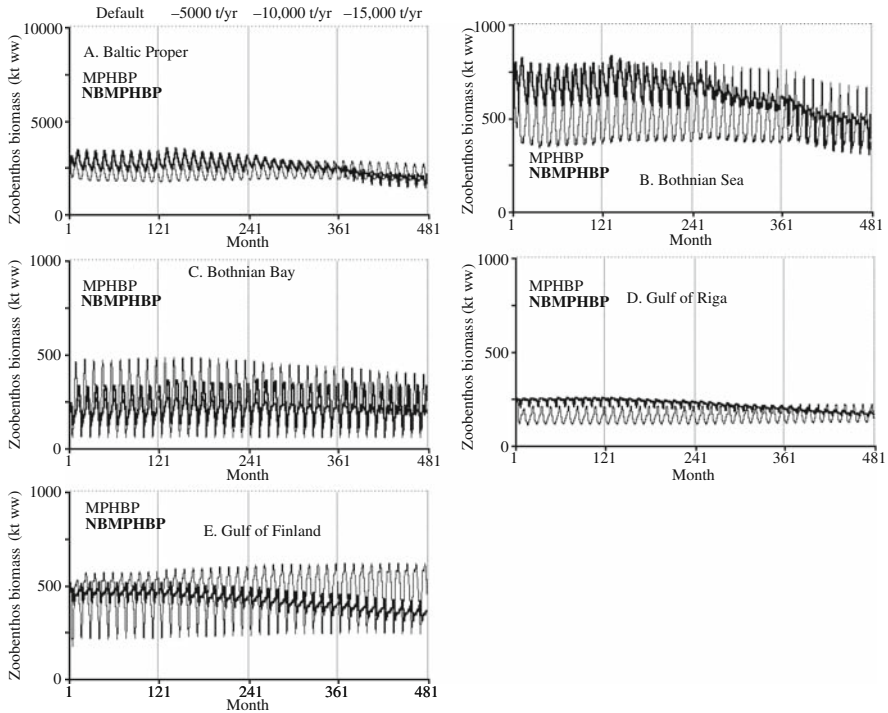 Default –5000 t/yr –10,000 t/yr –15,000 t/yr
A. Baltic Proper
MPHBP
NBMPHBP
Zoobenthos biomass (kt ww)
10000
5000
0
1 121 241 361 481
Month
B. Bothnian Sea
MPHBP
NBMPHBP
Zoobenthos biomass (kt ww)
1000
500
0
1 121 241 361 481
Month
C. Bothnian Bay
MPHBP
NBMPHBP
Zoobenthos biomass (kt ww)
1000
500
0
1 121 241 361 481
Month
D. Gulf of Riga
MPHBP
NBMPHBP
Zoobenthos biomass (kt ww)
1000
500
0
1 121 241 361 481
Month
E. Gulf of Finland
MPHBP
NBMPHBP
Zoobenthos biomass (kt ww)
1000
500
0
1 121 241 361 481
Month